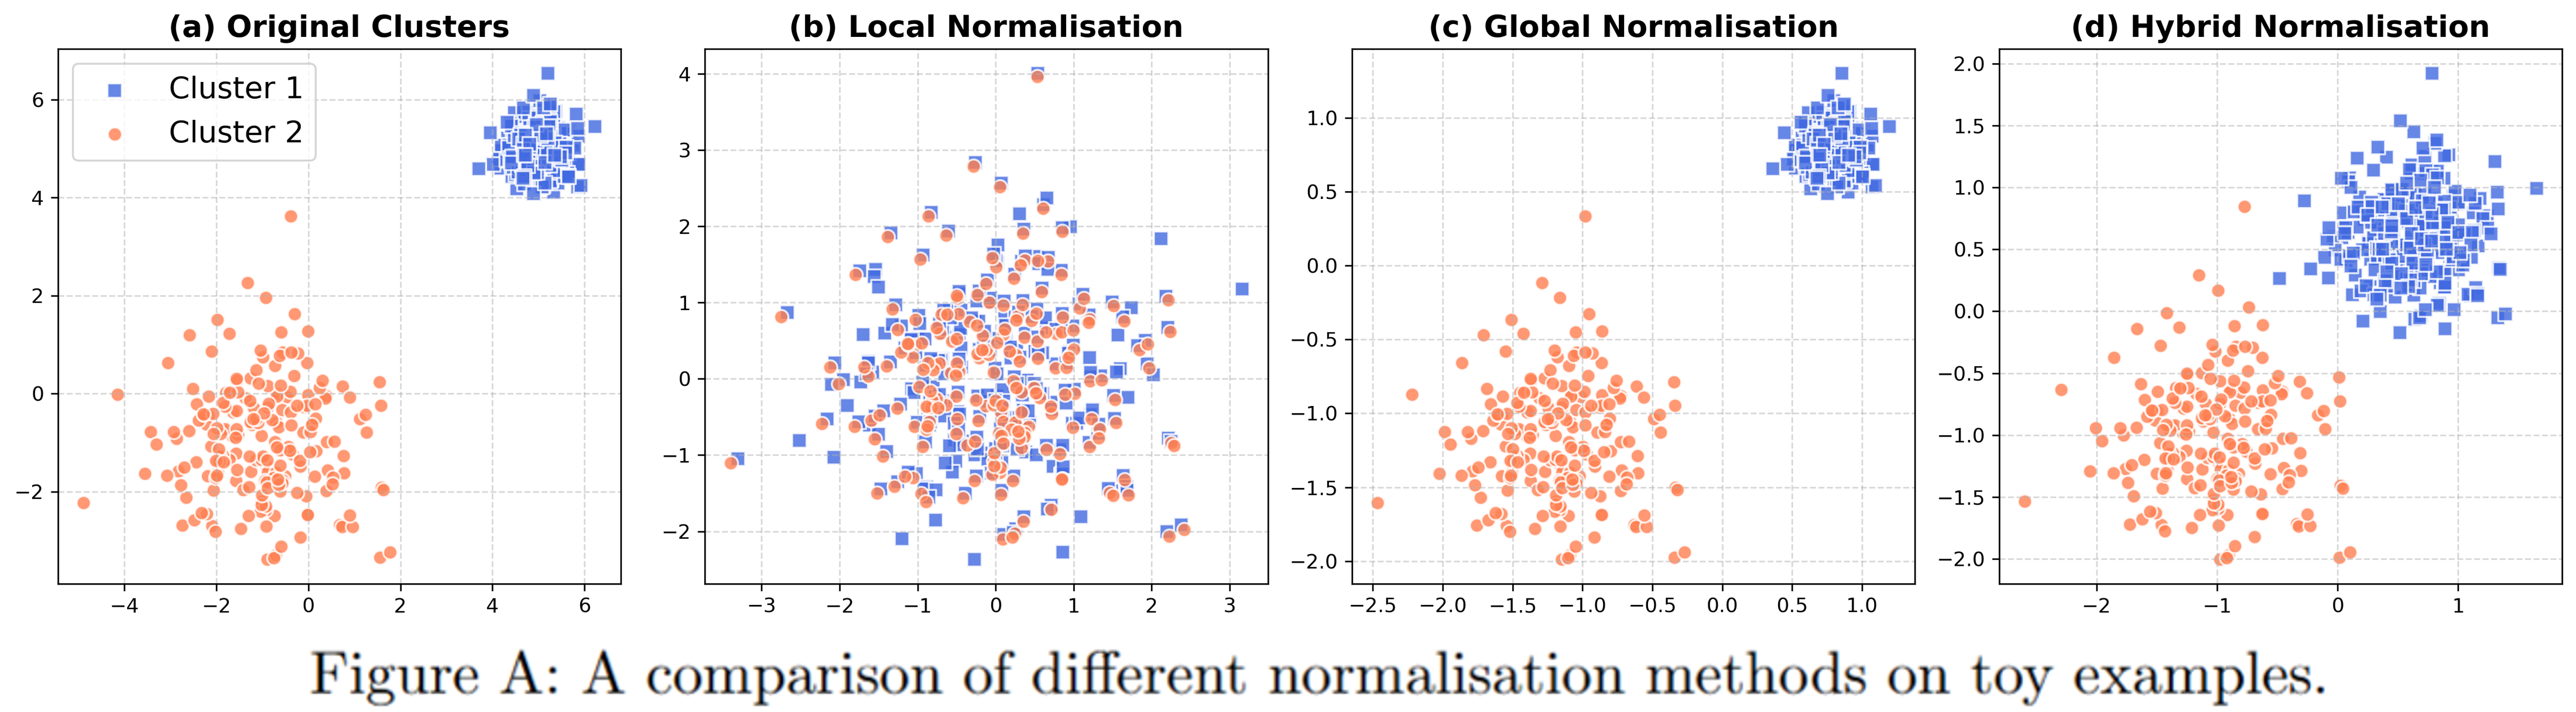 (a) Original Clusters
Cluster 1
Cluster 2
6
4
2
0
−2
−4 −2 0 2 4 6
(b) Local Normalisation
4
3
2
1
0
−1
−2
−3 −2 −1 0 1 2 3
(c) Global Normalisation
1.0
0.5
0.0
−0.5
−1.0
−1.5
−2.0
−2.5 −2.0 −1.5 −1.0 −0.5 0.0 0.5 1.0
(d) Hybrid Normalisation
2.0
1.5
1.0
0.5
0.0
−0.5
−1.0
−1.5
−2.0
−2 −1 0 1
Figure A: A comparison of different normalisation methods on toy examples.